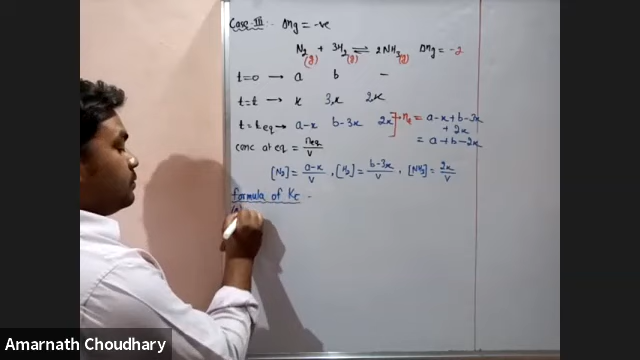 Case-III :- Δng = -ve
N2(g) + 3H2(g) ⇌ 2NH3(g) Δng = -2
t=0 → a b -
t=t → x 3x 2x
t=teq → a-x b-3x 2x → nt = a-x+b-3x
+2x
= a+b-2x
conc at eq = neq/V
[N2] = a-x/V , [H2] = b-3x/V , [NH3] = 2x/V
formula of Kc -
Amarnath Choudhary